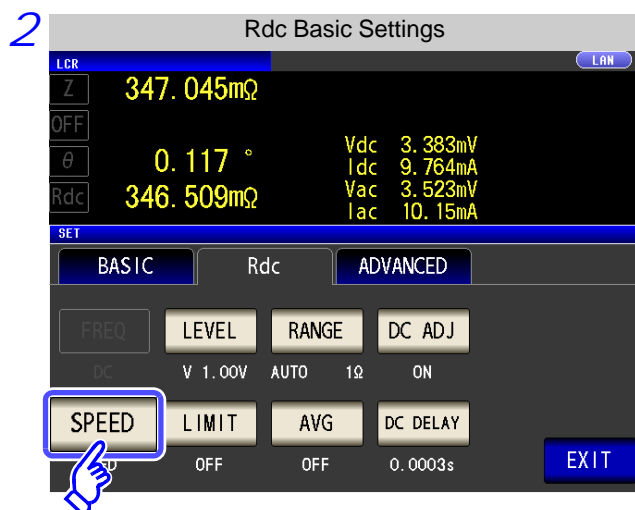 2
Rdc Basic Settings
LCR
LAN
Z 347.045mΩ
OFF
θ 0.117 °
Rdc 346.509mΩ
Vdc 3.383mV
Idc 9.764mA
Vac 3.523mV
Iac 10.15mA
SET
BASIC Rdc ADVANCED
FREQ LEVEL RANGE DC ADJ
DC V 1.00V AUTO 1Ω ON
SPEED LIMIT AVG DC DELAY
OFF OFF 0.0003s
EXIT